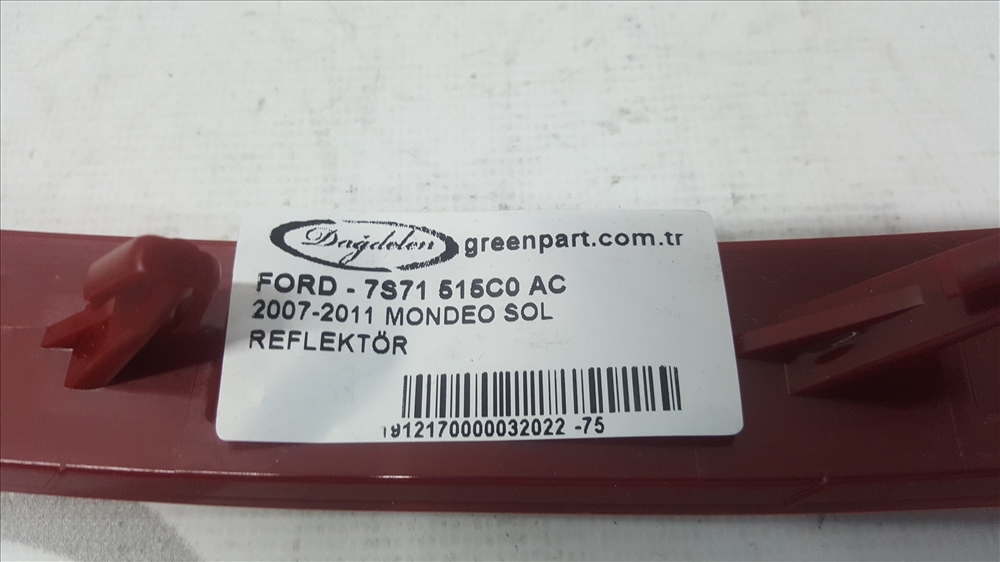 Dağdelen greenpart.com.tr
FORD - 7S71 515C0 AC
2007-2011 MONDEO SOL
REFLEKTÖR
1912170000032022 -75